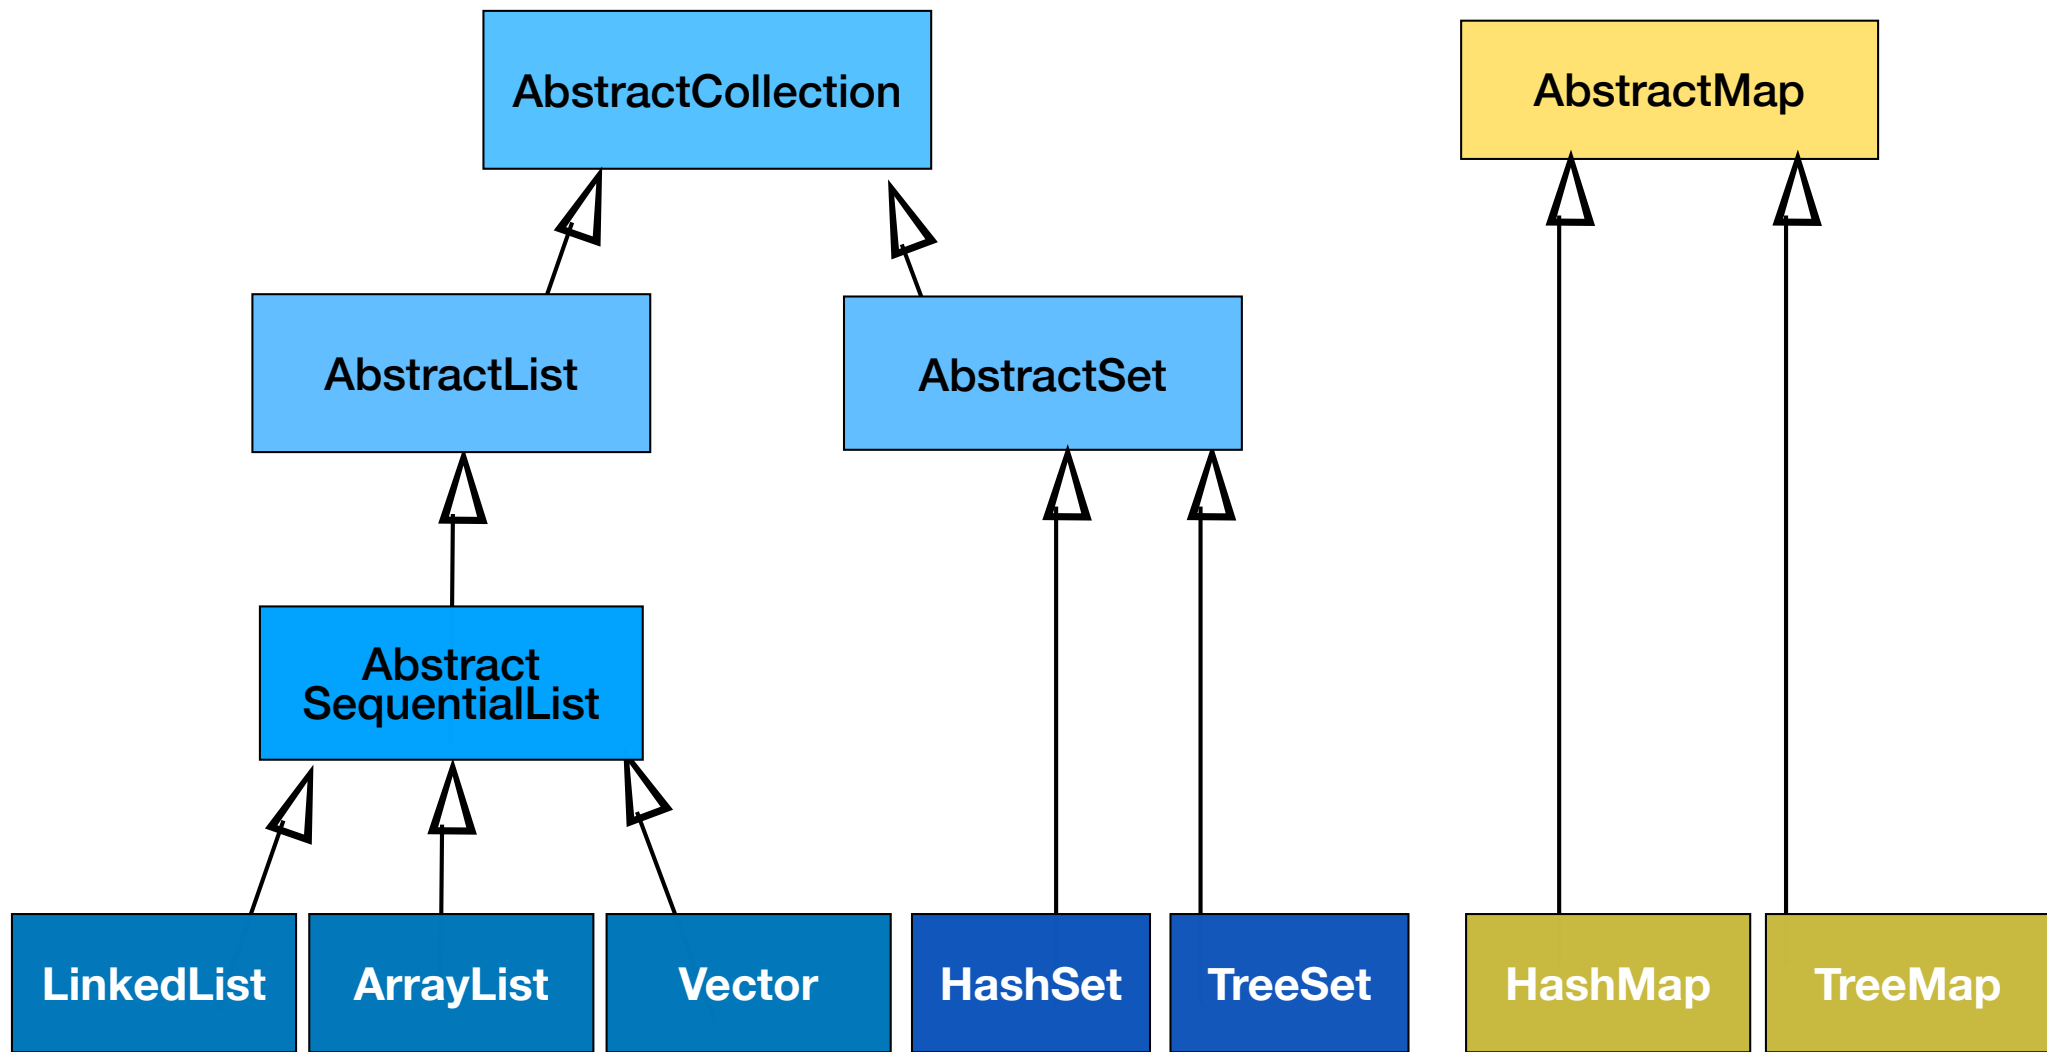 AbstractCollection
AbstractMap
AbstractList
AbstractSet
Abstract
SequentialList
LinkedList
ArrayList
Vector
HashSet
TreeSet
HashMap
TreeMap